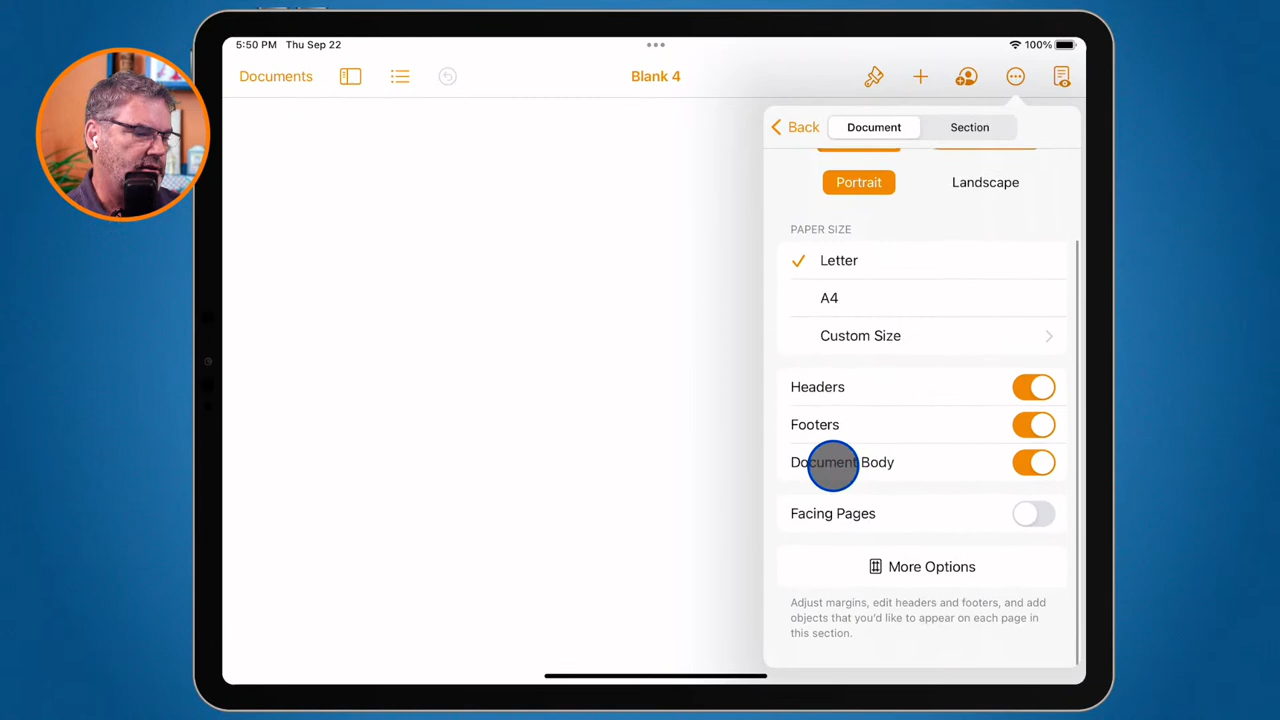 5:50 PM Thu Sep 22
100%
Documents
Blank 4
Back
Document
Section
Portrait
Landscape
PAPER SIZE
Letter
A4
Custom Size
Headers
Footers
Document Body
Facing Pages
More Options
Adjust margins, edit headers and footers, and add
objects that you'd like to appear on each page in
this section.